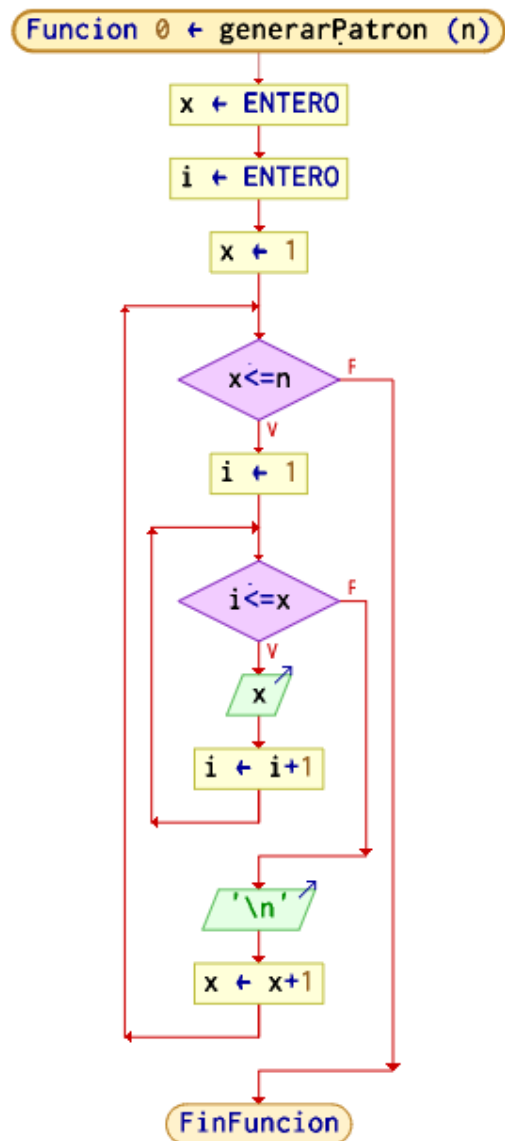 Funcion 0 ← generarPatron (n)
x ← ENTERO
i ← ENTERO
x ← 1
x<=n
F
V
i ← 1
i<=x
F
V
x
i ← i+1
'\n'
x ← x+1
FinFuncion